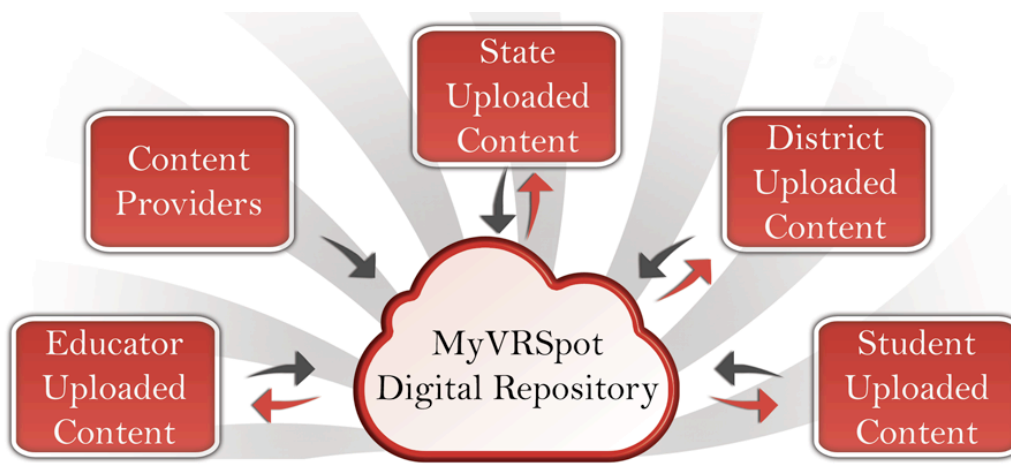 State
Uploaded
Content
Content
Providers
District
Uploaded
Content
Educator
Uploaded
Content
MyVRSpot
Digital Repository
Student
Uploaded
Content